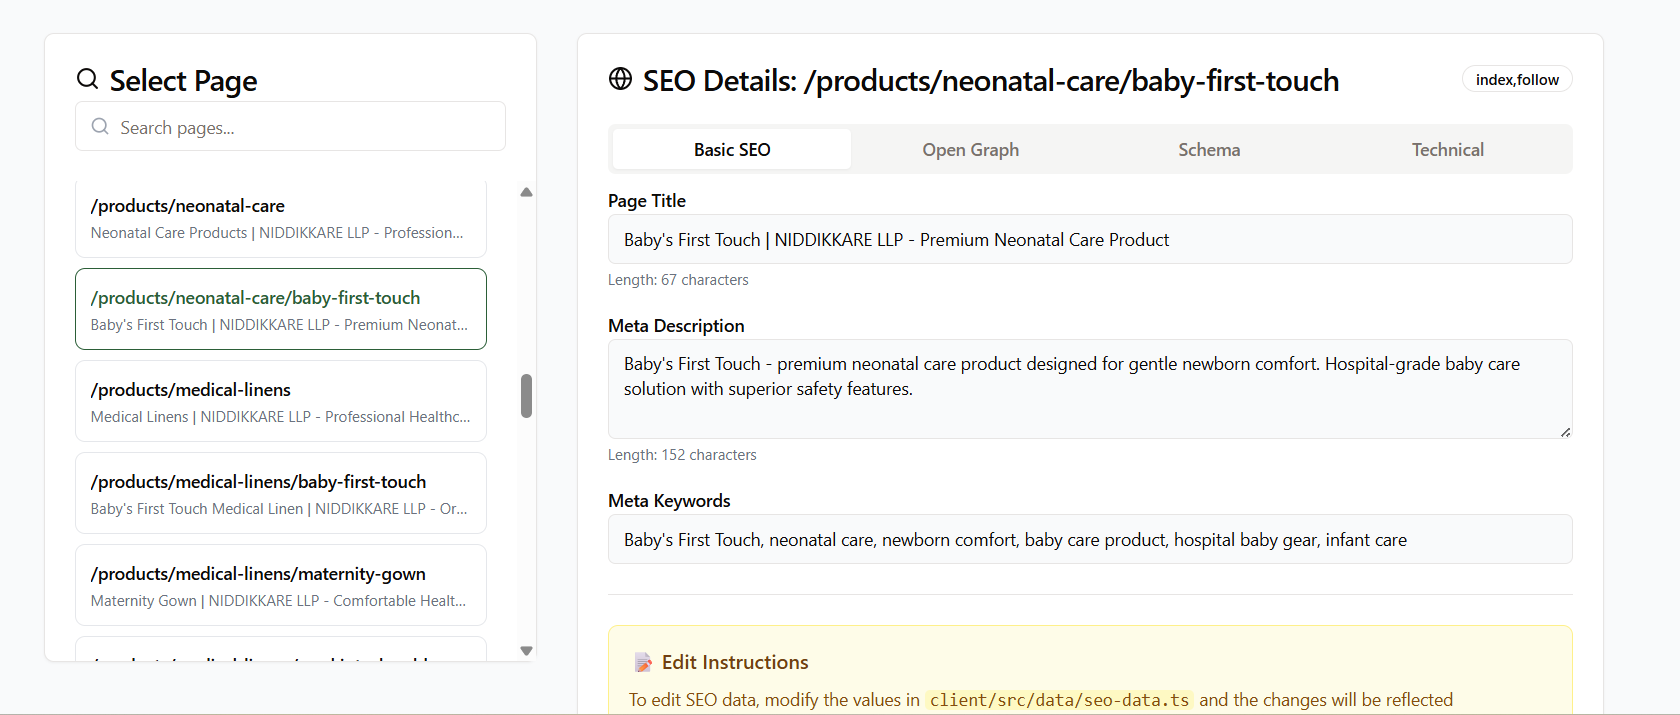 Select Page
Search pages...
/products/neonatal-care
Neonatal Care Products | NIDDIKKARE LLP - Profession...
/products/neonatal-care/baby-first-touch
Baby's First Touch | NIDDIKKARE LLP - Premium Neonat...
/products/medical-linens
Medical Linens | NIDDIKKARE LLP - Professional Healthc...
/products/medical-linens/baby-first-touch
Baby's First Touch Medical Linen | NIDDIKKARE LLP - Or...
/products/medical-linens/maternity-gown
Maternity Gown | NIDDIKKARE LLP - Comfortable Healt...
SEO Details: /products/neonatal-care/baby-first-touch
index,follow
Basic SEO
Open Graph
Schema
Technical
Page Title
Baby's First Touch | NIDDIKKARE LLP - Premium Neonatal Care Product
Length: 67 characters
Meta Description
Baby's First Touch - premium neonatal care product designed for gentle newborn comfort. Hospital-grade baby care
solution with superior safety features.
Length: 152 characters
Meta Keywords
Baby's First Touch, neonatal care, newborn comfort, baby care product, hospital baby gear, infant care
Edit Instructions
To edit SEO data, modify the values in client/src/data/seo-data.ts and the changes will be reflected